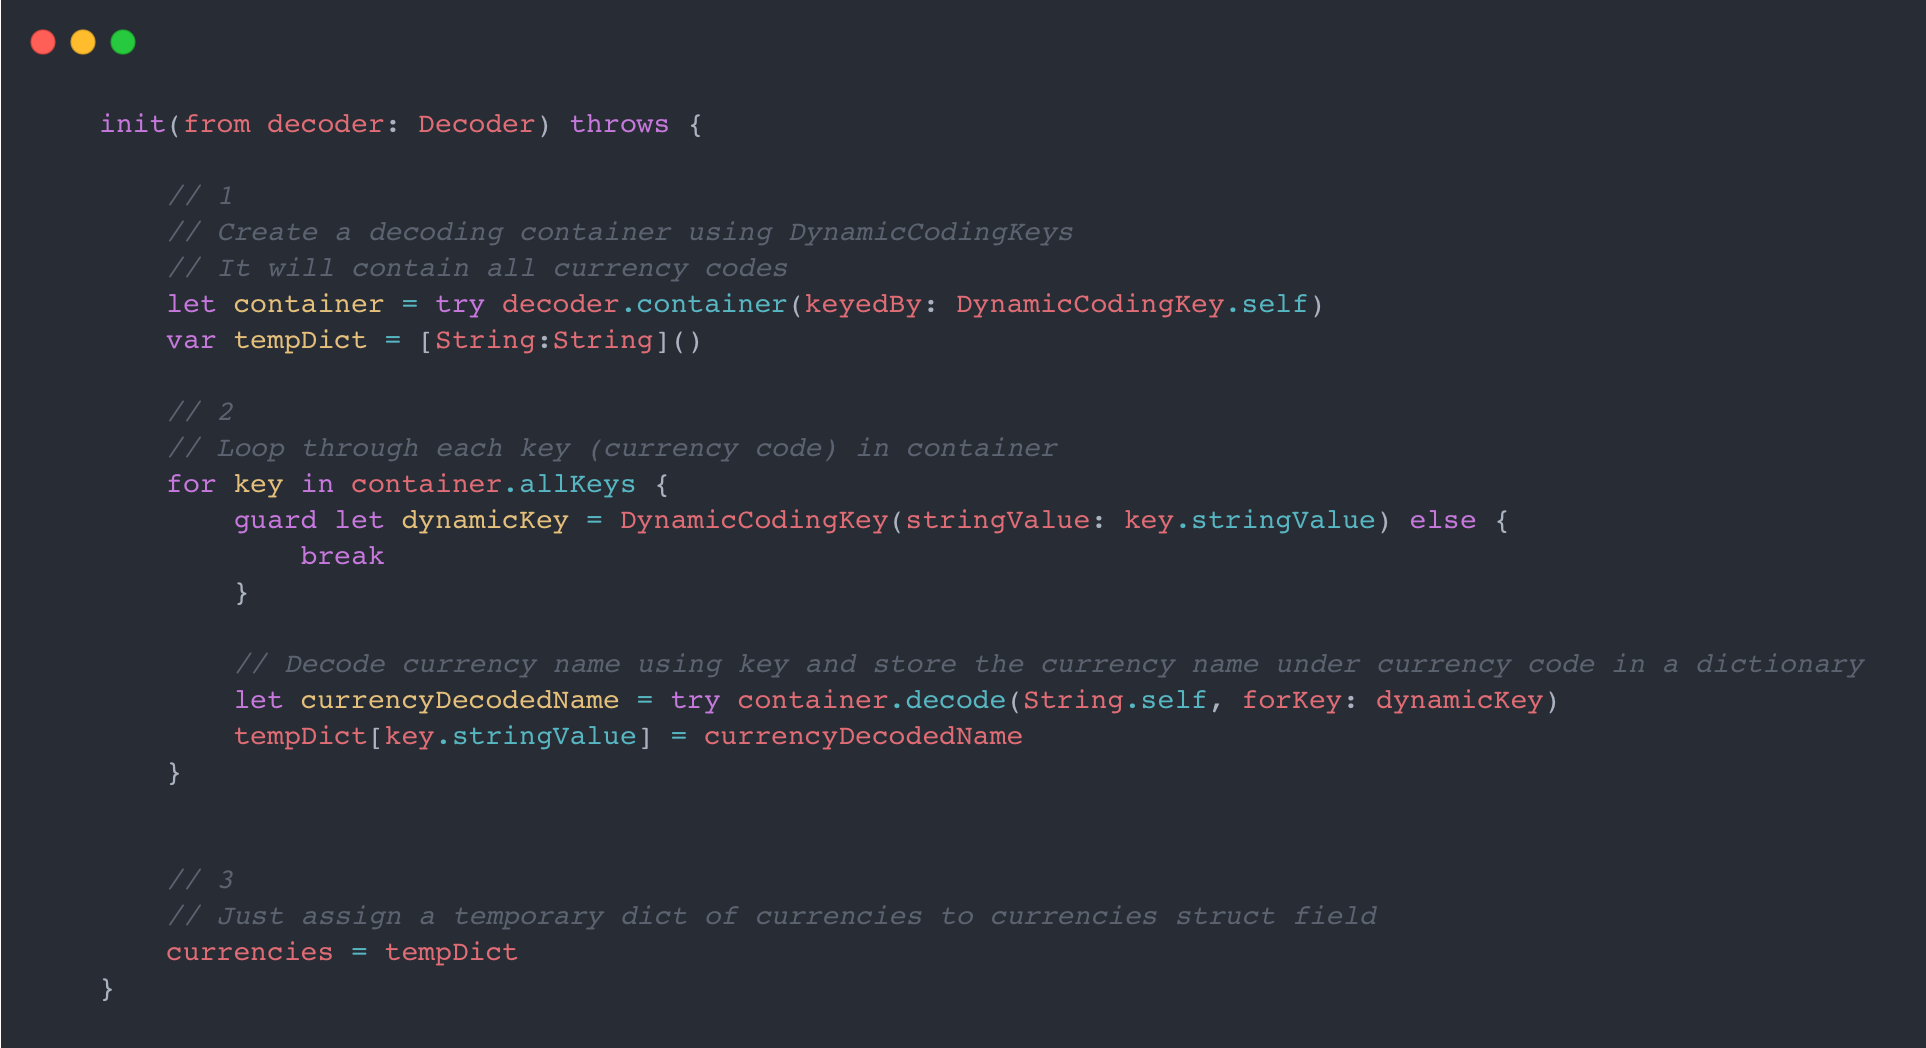 init(from decoder: Decoder) throws {
// 1
// Create a decoding container using DynamicCodingKeys
// It will contain all currency codes
let container = try decoder.container(keyedBy: DynamicCodingKey.self)
var tempDict = [String:String]()
// 2
// Loop through each key (currency code) in container
for key in container.allKeys {
guard let dynamicKey = DynamicCodingKey(stringValue: key.stringValue) else {
break
}
// Decode currency name using key and store the currency name under currency code in a dictionary
let currencyDecodedName = try container.decode(String.self, forKey: dynamicKey)
tempDict[key.stringValue] = currencyDecodedName
}
// 3
// Just assign a temporary dict of currencies to currencies struct field
currencies = tempDict
}